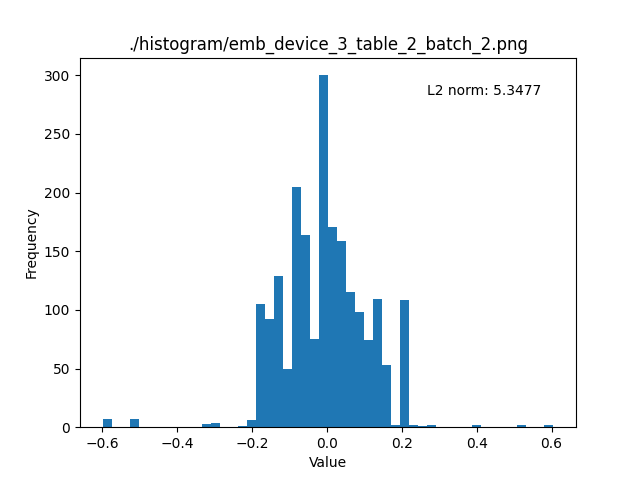 ./histogram/emb_device_3_table_2_batch_2.png
L2 norm: 5.3477
300
250
200
150
100
50
0
Frequency
−0.6 −0.4 −0.2 0.0 0.2 0.4 0.6
Value